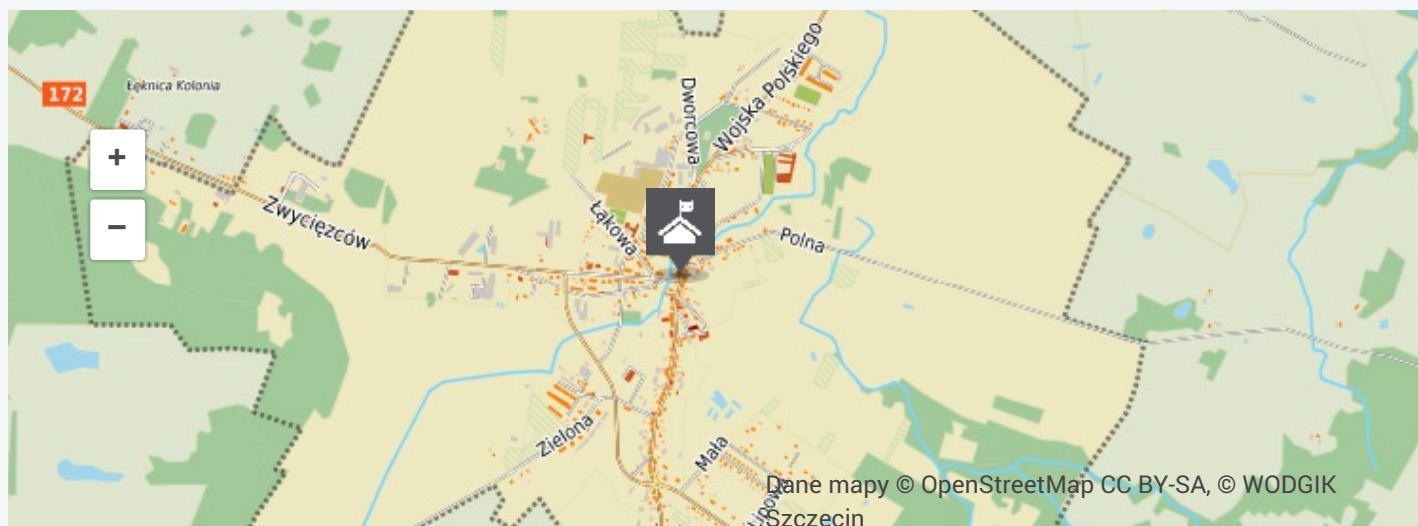 172
Łęknica Kolonia
+
−
Dworcowa
Wojska Polskiego
Zwycięzców
Łąkowa
Polna
Zielona
Mała
Lipowa
Dane mapy © OpenStreetMap CC BY-SA, © WODGIK
Szczecin